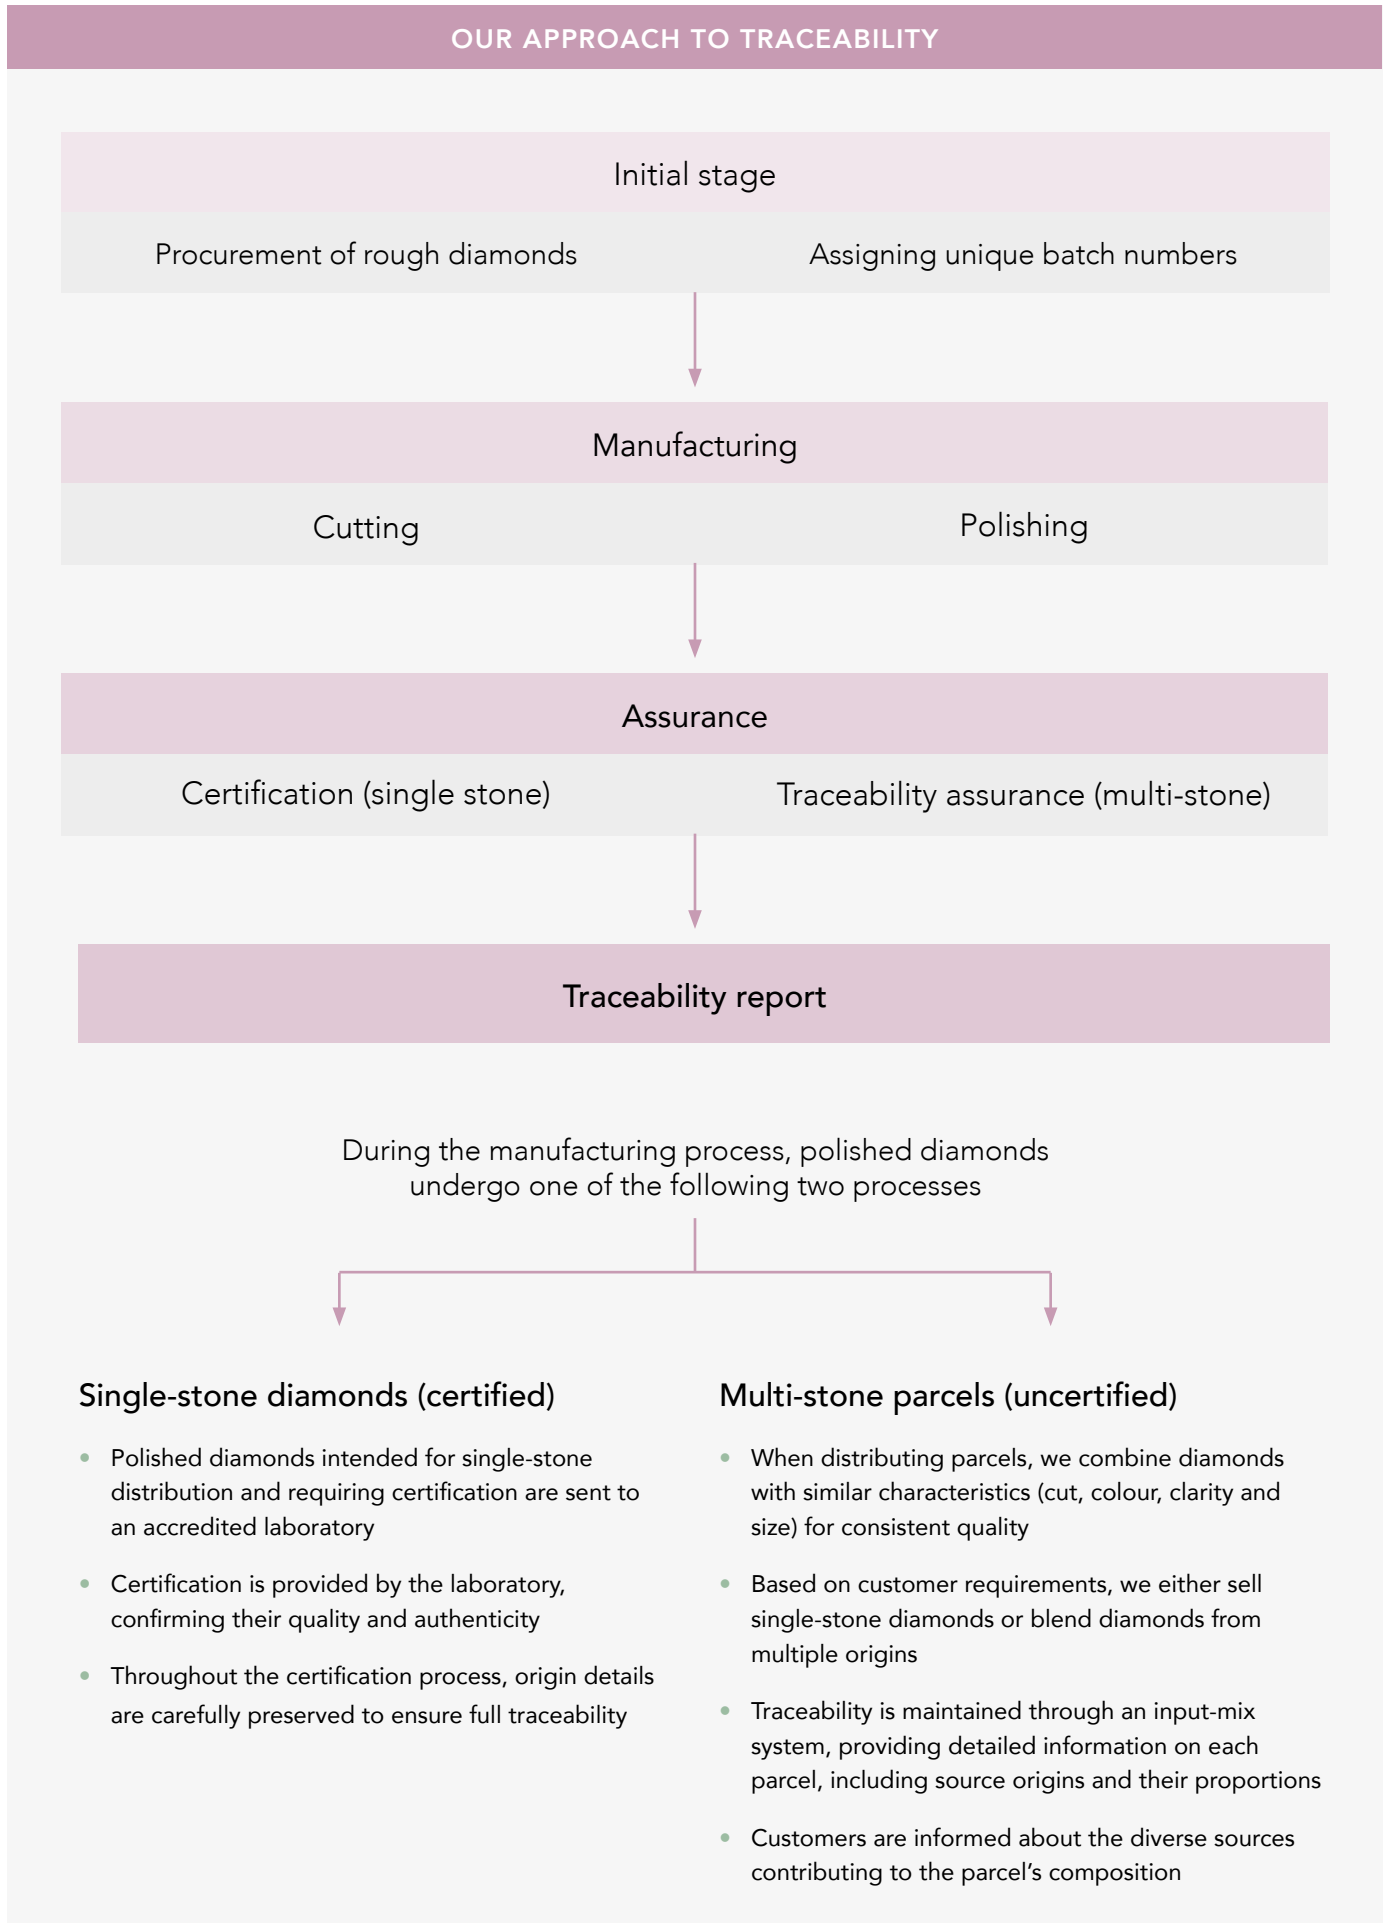 OUR APPROACH TO TRACEABILITY
Initial stage
Procurement of rough diamonds
Assigning unique batch numbers
Manufacturing
Cutting
Polishing
Assurance
Certification (single stone)
Traceability assurance (multi-stone)
Traceability report
During the manufacturing process, polished diamonds
undergo one of the following two processes
Single-stone diamonds (certified)
• Polished diamonds intended for single-stone
distribution and requiring certification are sent to
an accredited laboratory
• Certification is provided by the laboratory,
confirming their quality and authenticity
• Throughout the certification process, origin details
are carefully preserved to ensure full traceability
Multi-stone parcels (uncertified)
• When distributing parcels, we combine diamonds
with similar characteristics (cut, colour, clarity and
size) for consistent quality
• Based on customer requirements, we either sell
single-stone diamonds or blend diamonds from
multiple origins
• Traceability is maintained through an input-mix
system, providing detailed information on each
parcel, including source origins and their proportions
• Customers are informed about the diverse sources
contributing to the parcel's composition